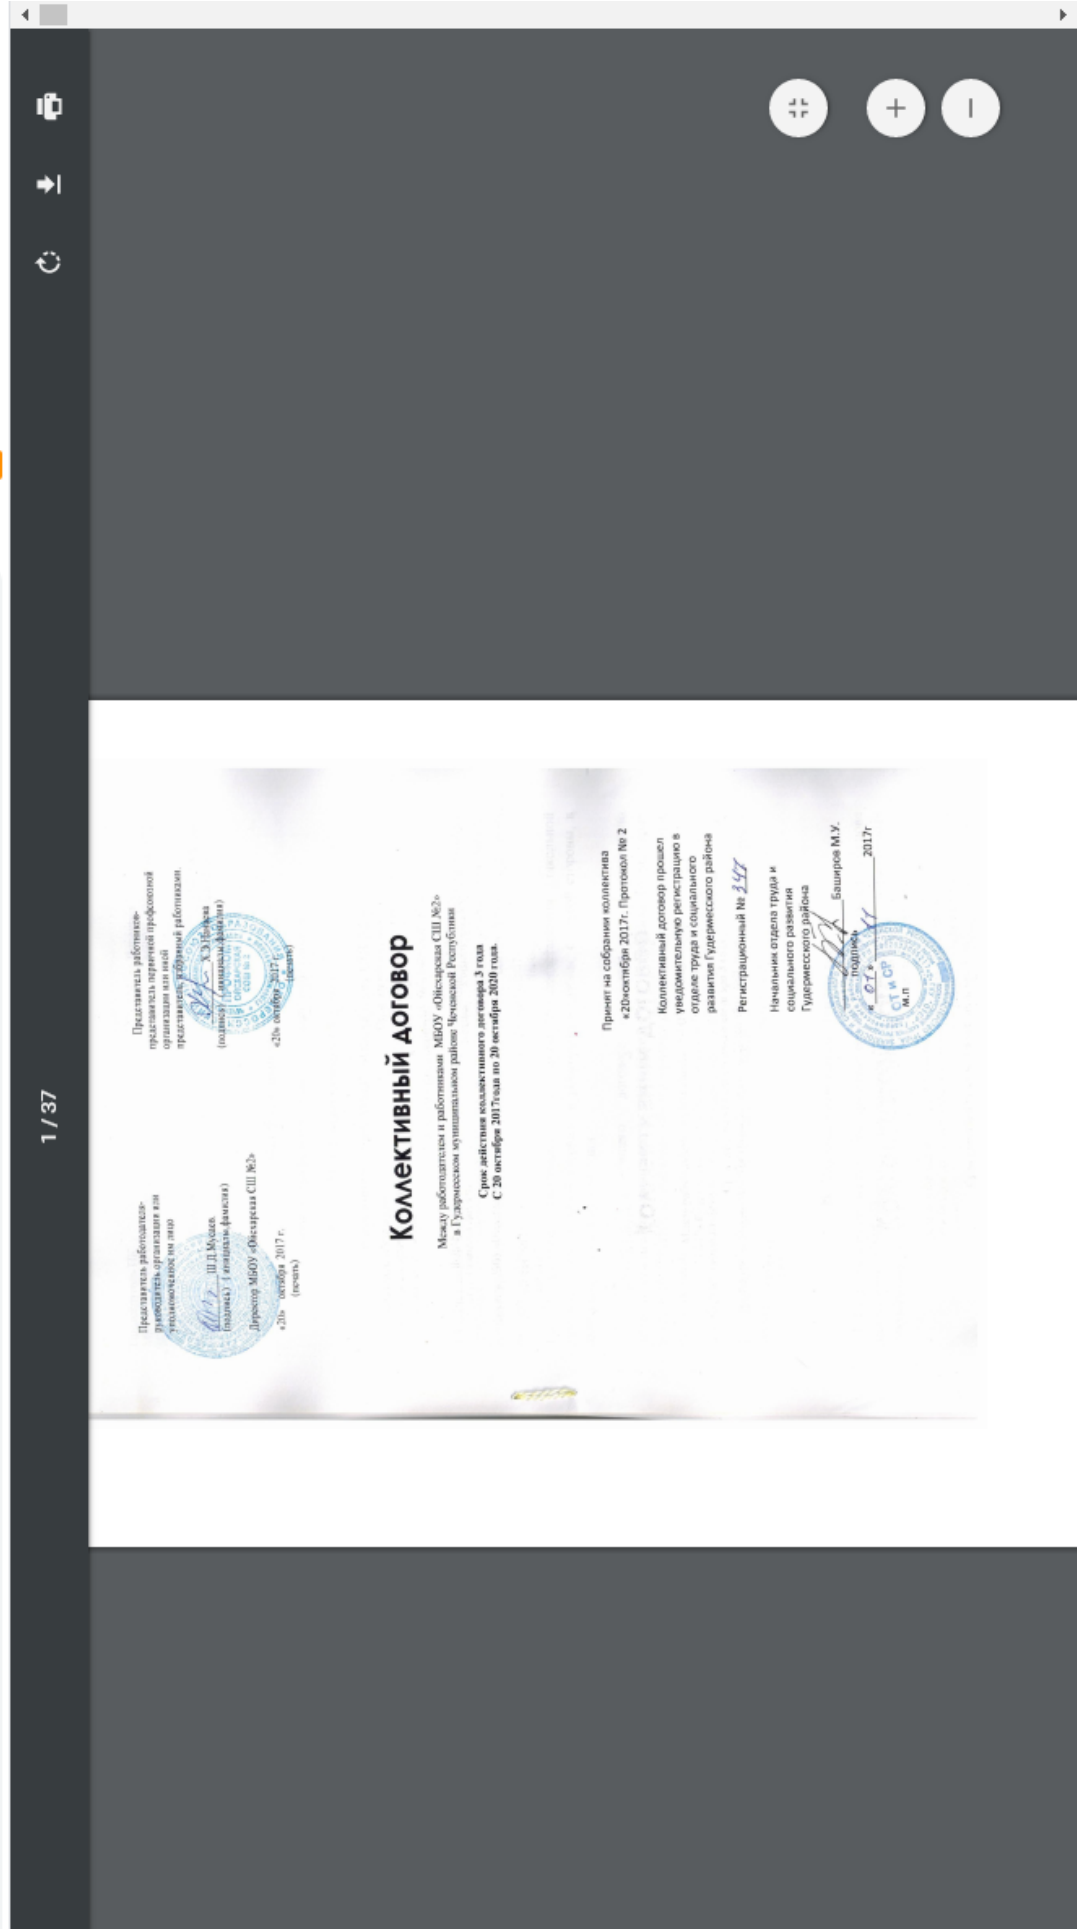 1 / 37
Представитель работодателя-
руководитель организации или
уполномоченное им лицо
Ш.Д.Мусаев.
(подпись) ( инициалы,фамилия)
Директор МБОУ «Ойсхарская СШ №2»
«20» октября 2017 г.
(печать)
Представитель работников-
представитель первичной профсоюзной
организации или иной
представитель, избранный работниками.
(подпись) (инициалы,фамилия)
«20» октября 2017 г.
(печать)
Коллективный договор
Между работодателем и работниками МБОУ «Ойсхарская СШ №2»
в Гудермесском муниципальном районе Чеченской Республики
Срок действия коллективного договора 3 года
С 20 октября 2017года по 20 октября 2020 года.
Принят на собрании коллектива
«20»октября 2017г. Протокол № 2
Коллективный договор прошел
уведомительную регистрацию в
отделе труда и социального
развития Гудермесского района
Регистрационный № 347
Начальник отдела труда и
социального развития
Гудермесского района
Баширов М.У.
подпись
« 01 » 11 2017г
м.п
СТ и СР